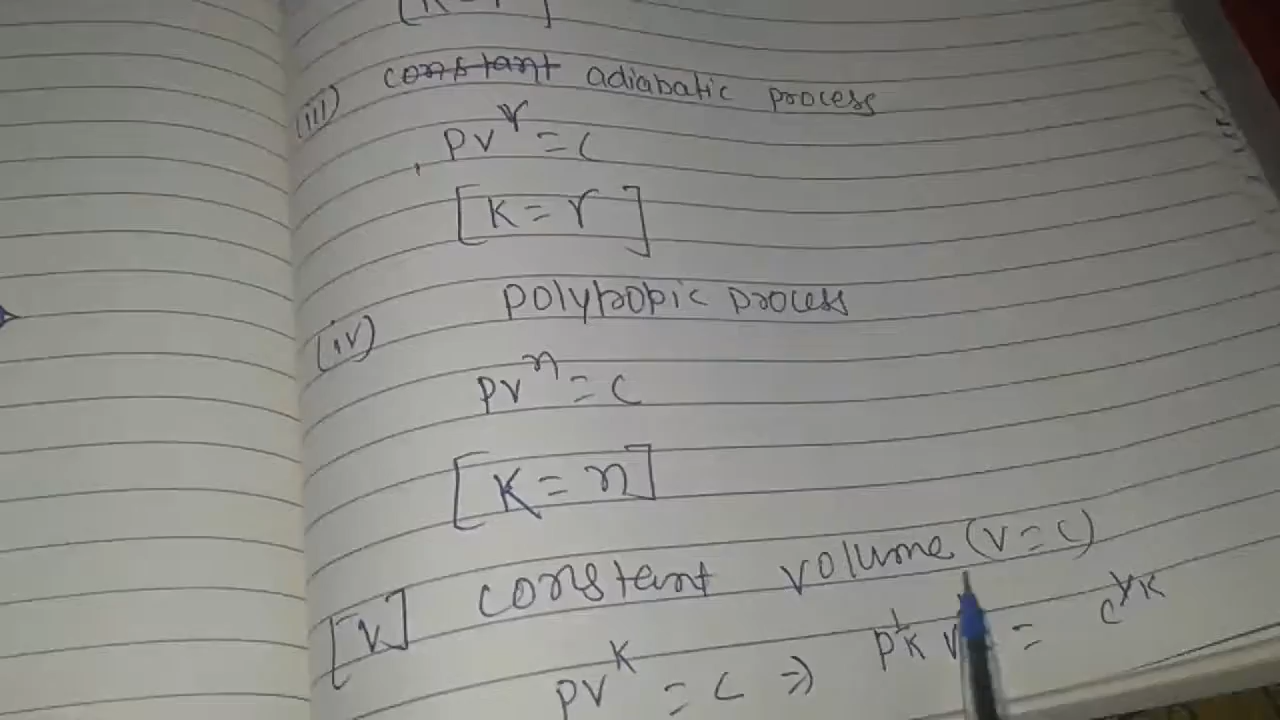 (iii) constant adiabatic process
PV^γ = C
[K = γ]
(iv) polytropic process
PV^n = C
[K = n]
[V] constant volume (V = C)
PV^K = C ⇒ P^1/K V = C^1/K